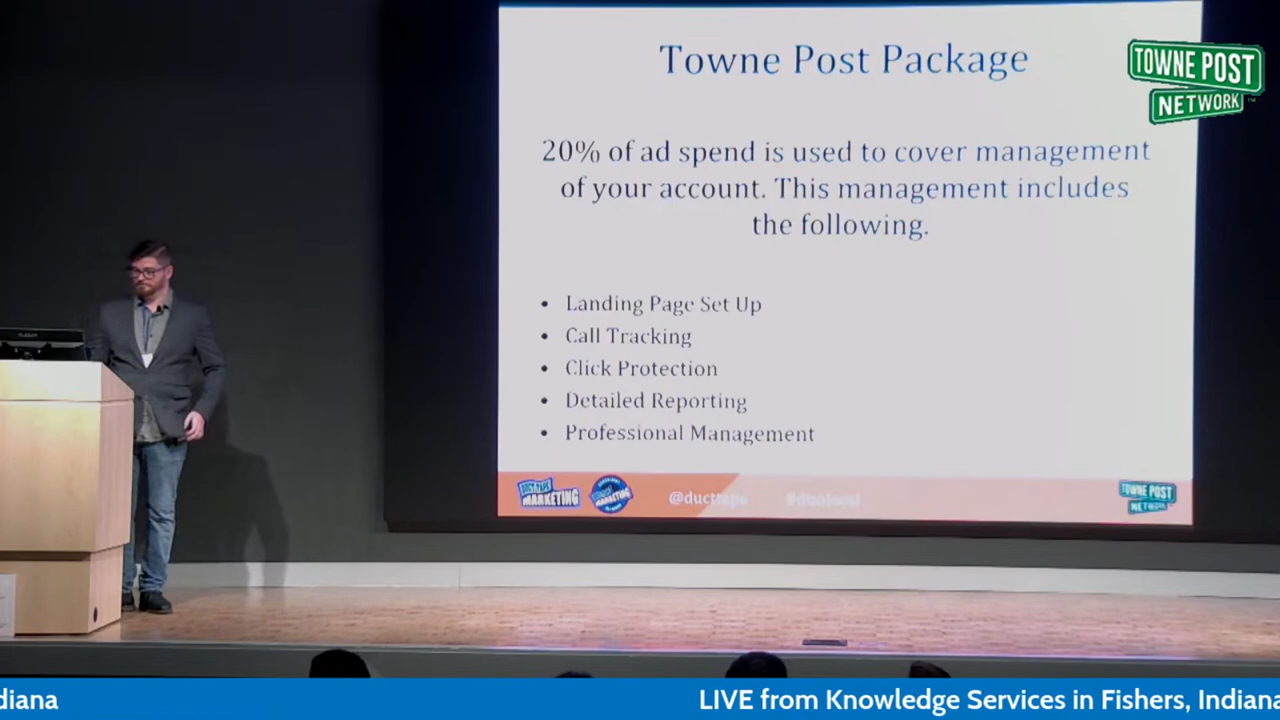 Towne Post Package
TOWNE POST
NETWORK
20% of ad spend is used to cover management
of your account. This management includes
the following.
• Landing Page Set Up
• Call Tracking
• Click Protection
• Detailed Reporting
• Professional Management
DUCT TAPE
MARKETING
@ducttape
TOWNE POST
NETWORK
diana
LIVE from Knowledge Services in Fishers, Indiana